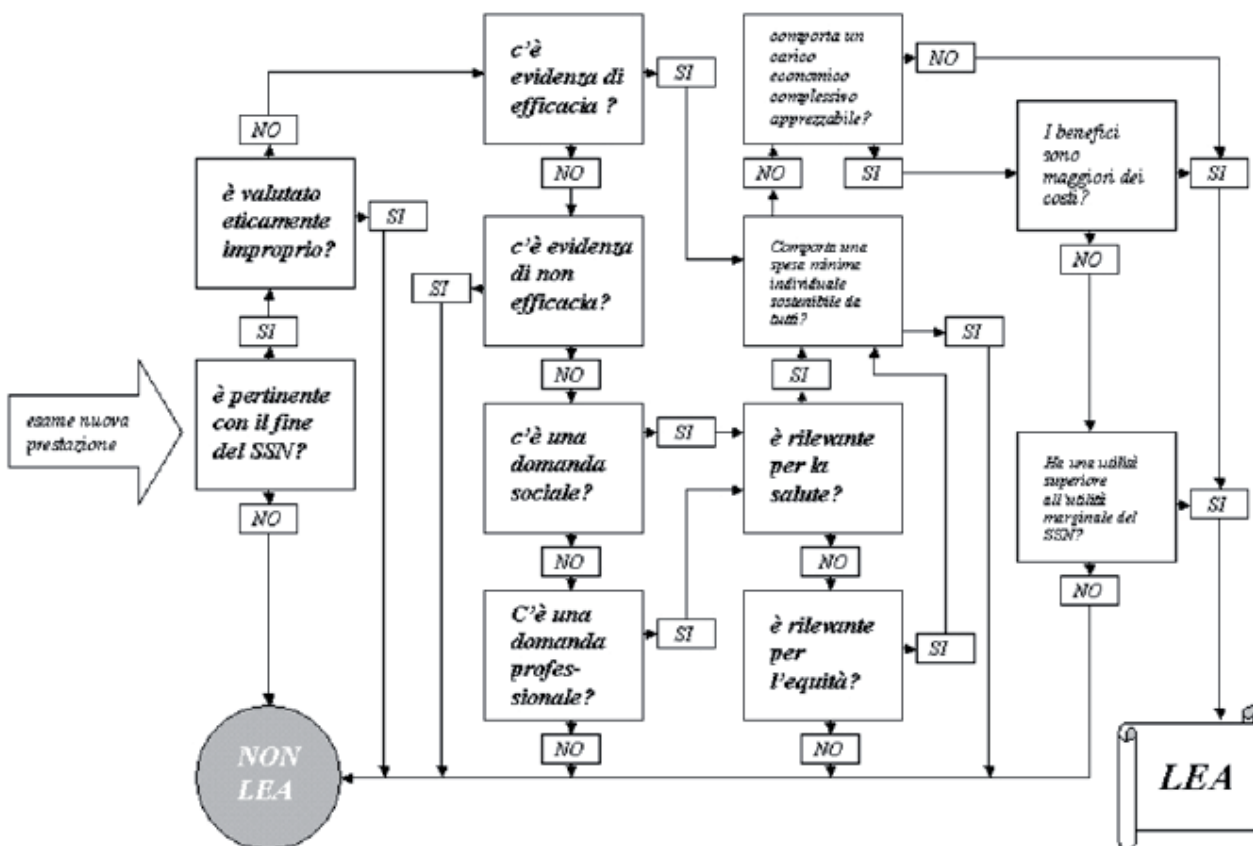 esame nuova
prestazione
è pertinente
con il fine
del SSN?
SI
NO
è valutato
eticamente
improprio?
NO
SI
c'è
evidenza di
efficacia ?
SI
NO
c'è evidenza
di non
efficacia?
SI
NO
c'è una
domanda
sociale?
SI
NO
C'è una
domanda
profes-
sionale?
SI
NO
comporta un
carico
economico
complessivo
apprezzabile?
NO
SI
NO
Comporta una
spesa minima
individuale
sostenibile da
tutti?
SI
SI
è rilevante
per la
salute?
NO
è rilevante
per
l'equità?
SI
NO
I benefici
sono
maggiori dei
costi?
SI
NO
Ha una utilità
superiore
all'utilità
marginale del
SSN?
SI
NO
NON
LEA
LEA